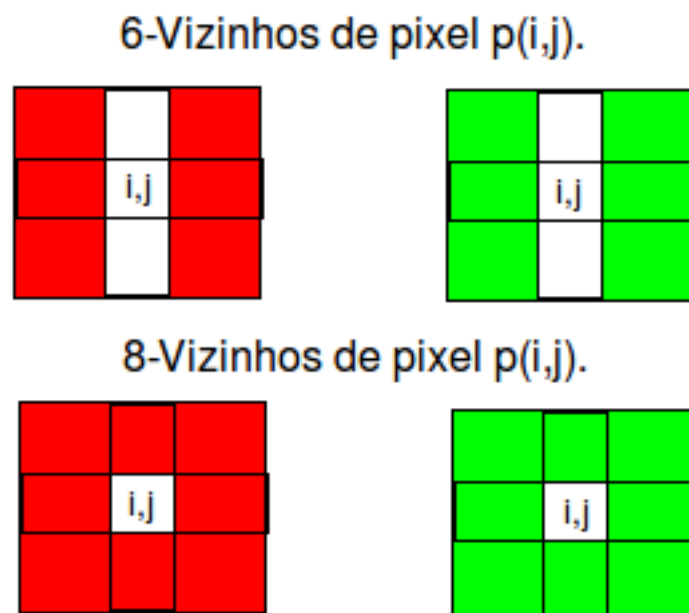 6-Vizinhos de pixel p(i,j).
i,j
i,j
8-Vizinhos de pixel p(i,j).
i,j
i,j